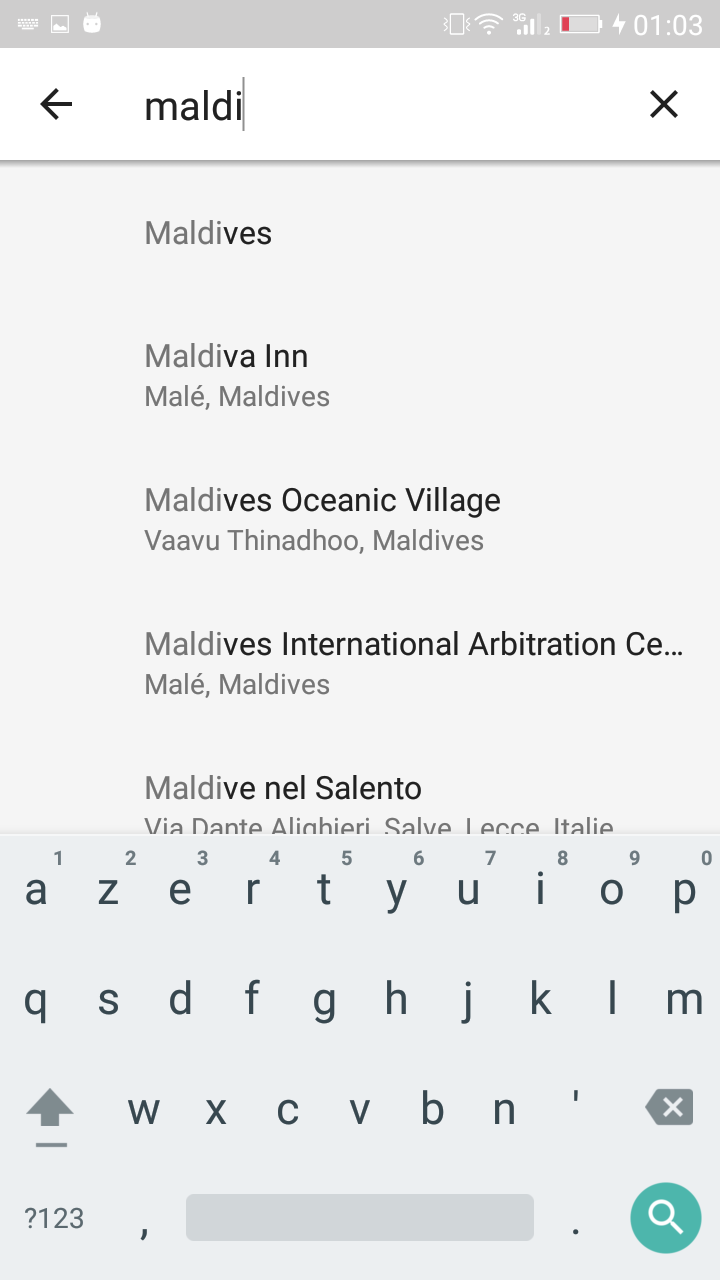 3G 2 01:03
maldi
Maldives
Maldiva Inn
Malé, Maldives
Maldives Oceanic Village
Vaavu Thinadhoo, Maldives
Maldives International Arbitration Ce...
Malé, Maldives
Maldive nel Salento
Via Dante Alighieri, Salve, Lecce, Italie
1 2 3 4 5 6 7 8 9 0
a z e r t y u i o p
q s d f g h j k l m
w x c v b n '
?123 , .